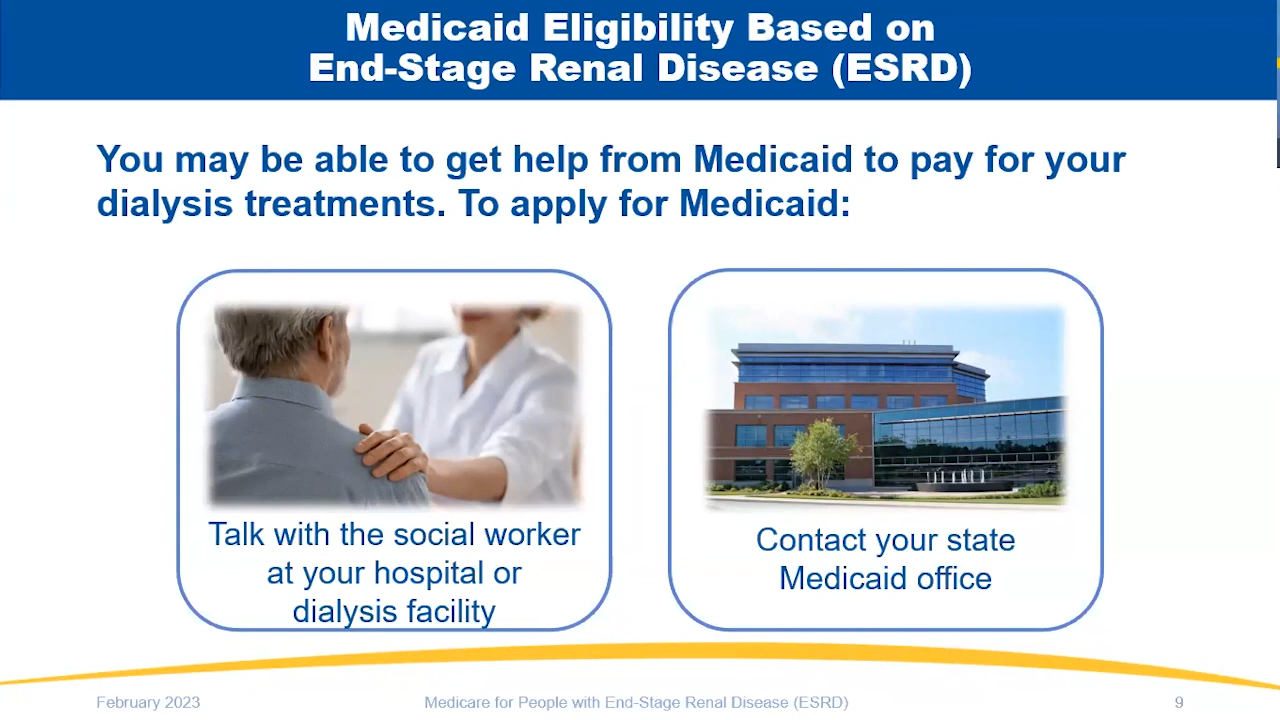 Medicaid Eligibility Based on
End-Stage Renal Disease (ESRD)
You may be able to get help from Medicaid to pay for your
dialysis treatments. To apply for Medicaid:
Talk with the social worker
at your hospital or
dialysis facility
Contact your state
Medicaid office
February 2023
Medicare for People with End-Stage Renal Disease (ESRD)
9